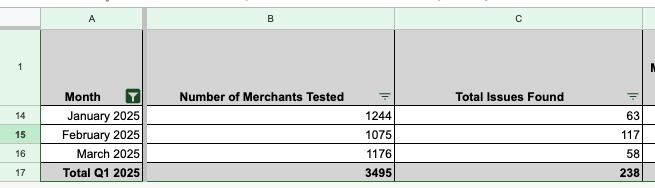 A B C
1
Month Number of Merchants Tested Total Issues Found
14 January 2025 1244 63
15 February 2025 1075 117
16 March 2025 1176 58
17 Total Q1 2025 3495 238